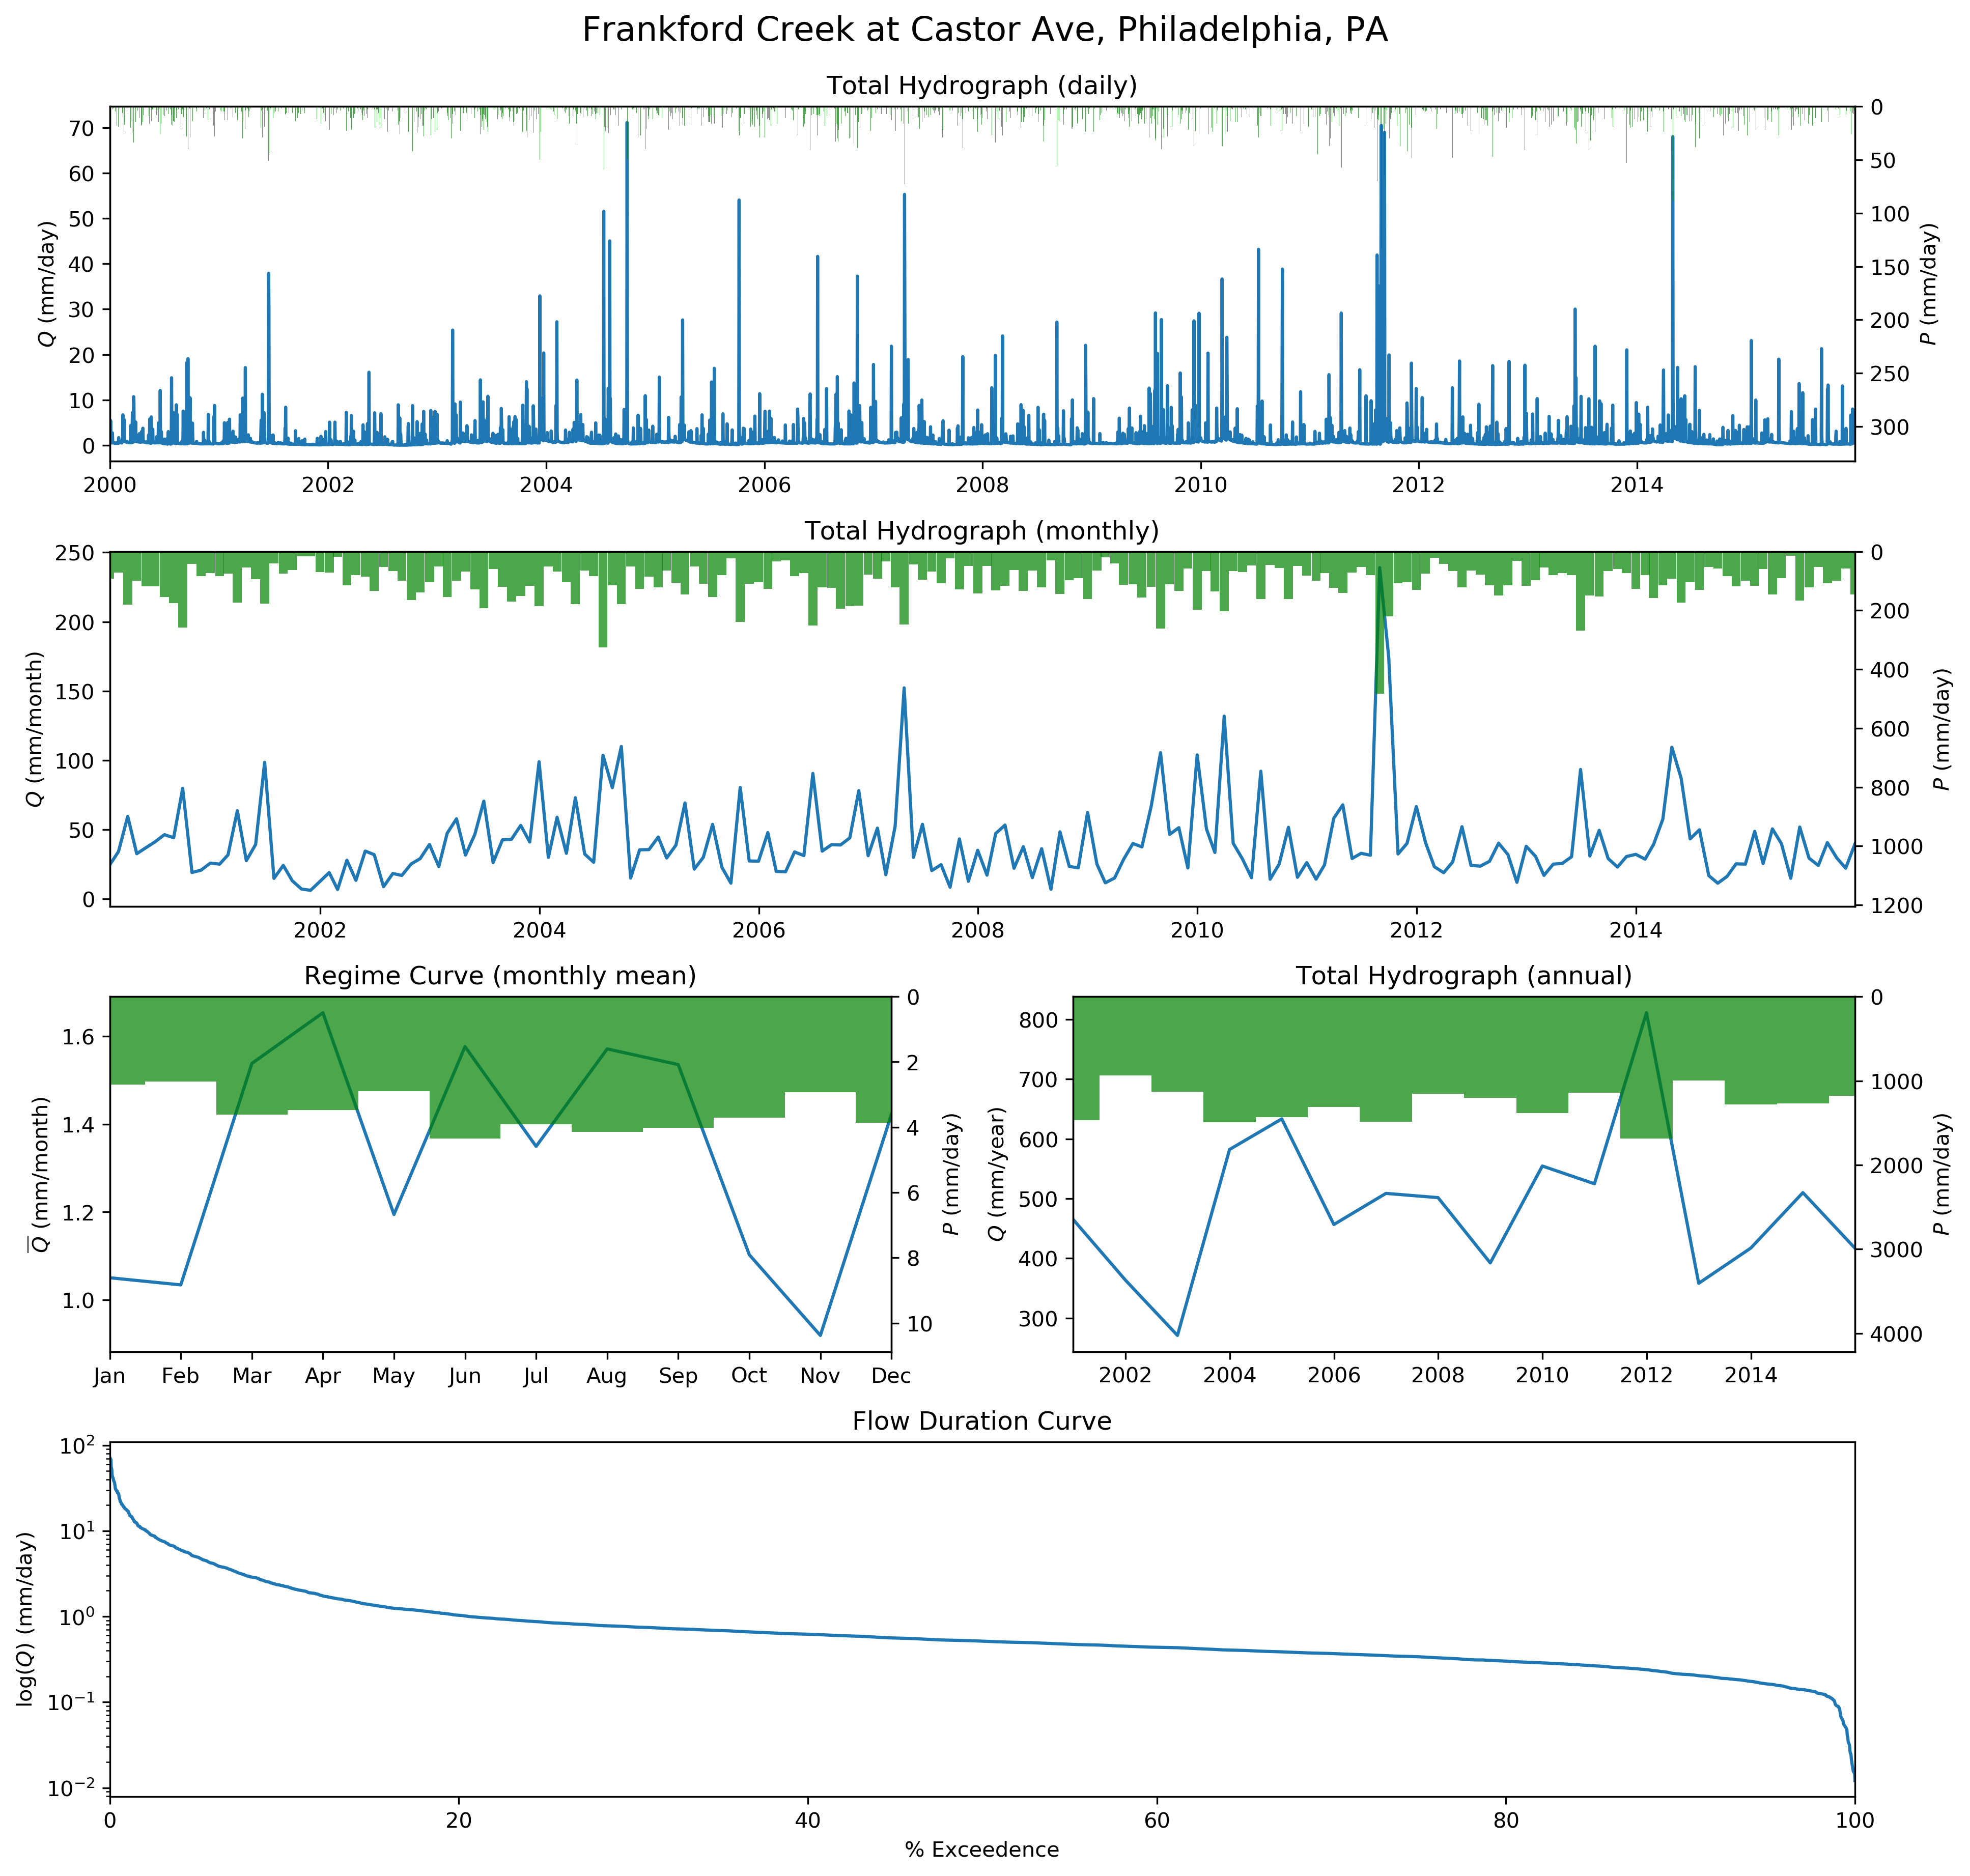 Frankford Creek at Castor Ave, Philadelphia, PA
Total Hydrograph (daily)
Q (mm/day)
70
60
50
40
30
20
10
0
0
50
100
150
200
250
300
P (mm/day)
2000 2002 2004 2006 2008 2010 2012 2014
Total Hydrograph (monthly)
Q (mm/month)
250
200
150
100
50
0
0
200
400
600
800
1000
1200
P (mm/day)
2002 2004 2006 2008 2010 2012 2014
Regime Curve (monthly mean)
Q̅ (mm/month)
1.6
1.4
1.2
1.0
0
2
4
6
8
10
P (mm/day)
Jan Feb Mar Apr May Jun Jul Aug Sep Oct Nov Dec
Total Hydrograph (annual)
Q (mm/year)
800
700
600
500
400
300
0
1000
2000
3000
4000
P (mm/day)
2002 2004 2006 2008 2010 2012 2014
Flow Duration Curve
log(Q) (mm/day)
10²
10¹
10⁰
10⁻¹
10⁻²
0 20 40 60 80 100
% Exceedence